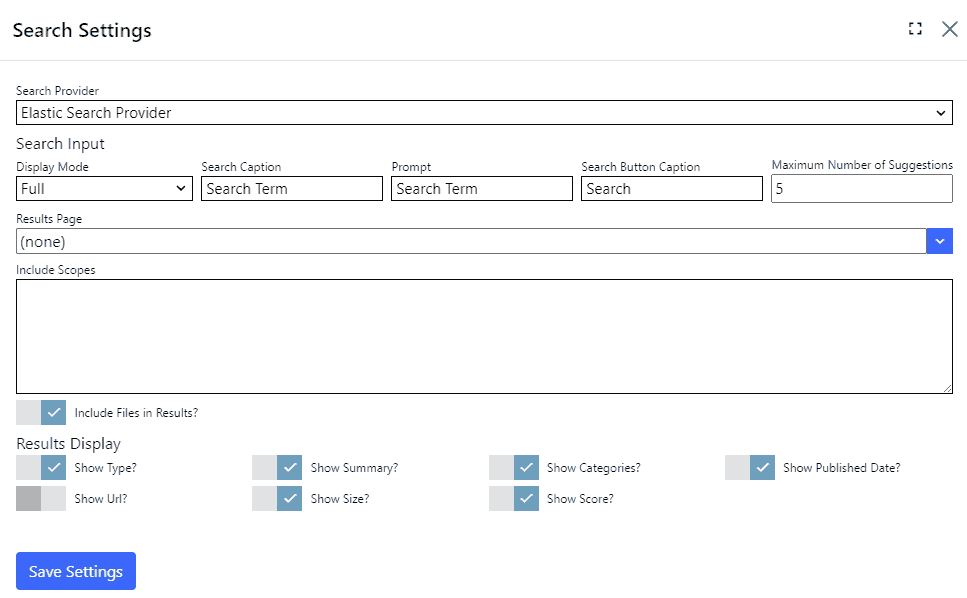 Search Settings
Search Provider
Elastic Search Provider
Search Input
Display Mode Search Caption Prompt Search Button Caption Maximum Number of Suggestions
Full Search Term Search Term Search 5
Results Page
(none)
Include Scopes
Include Files in Results?
Results Display
Show Type? Show Summary? Show Categories? Show Published Date?
Show Url? Show Size? Show Score?
Save Settings